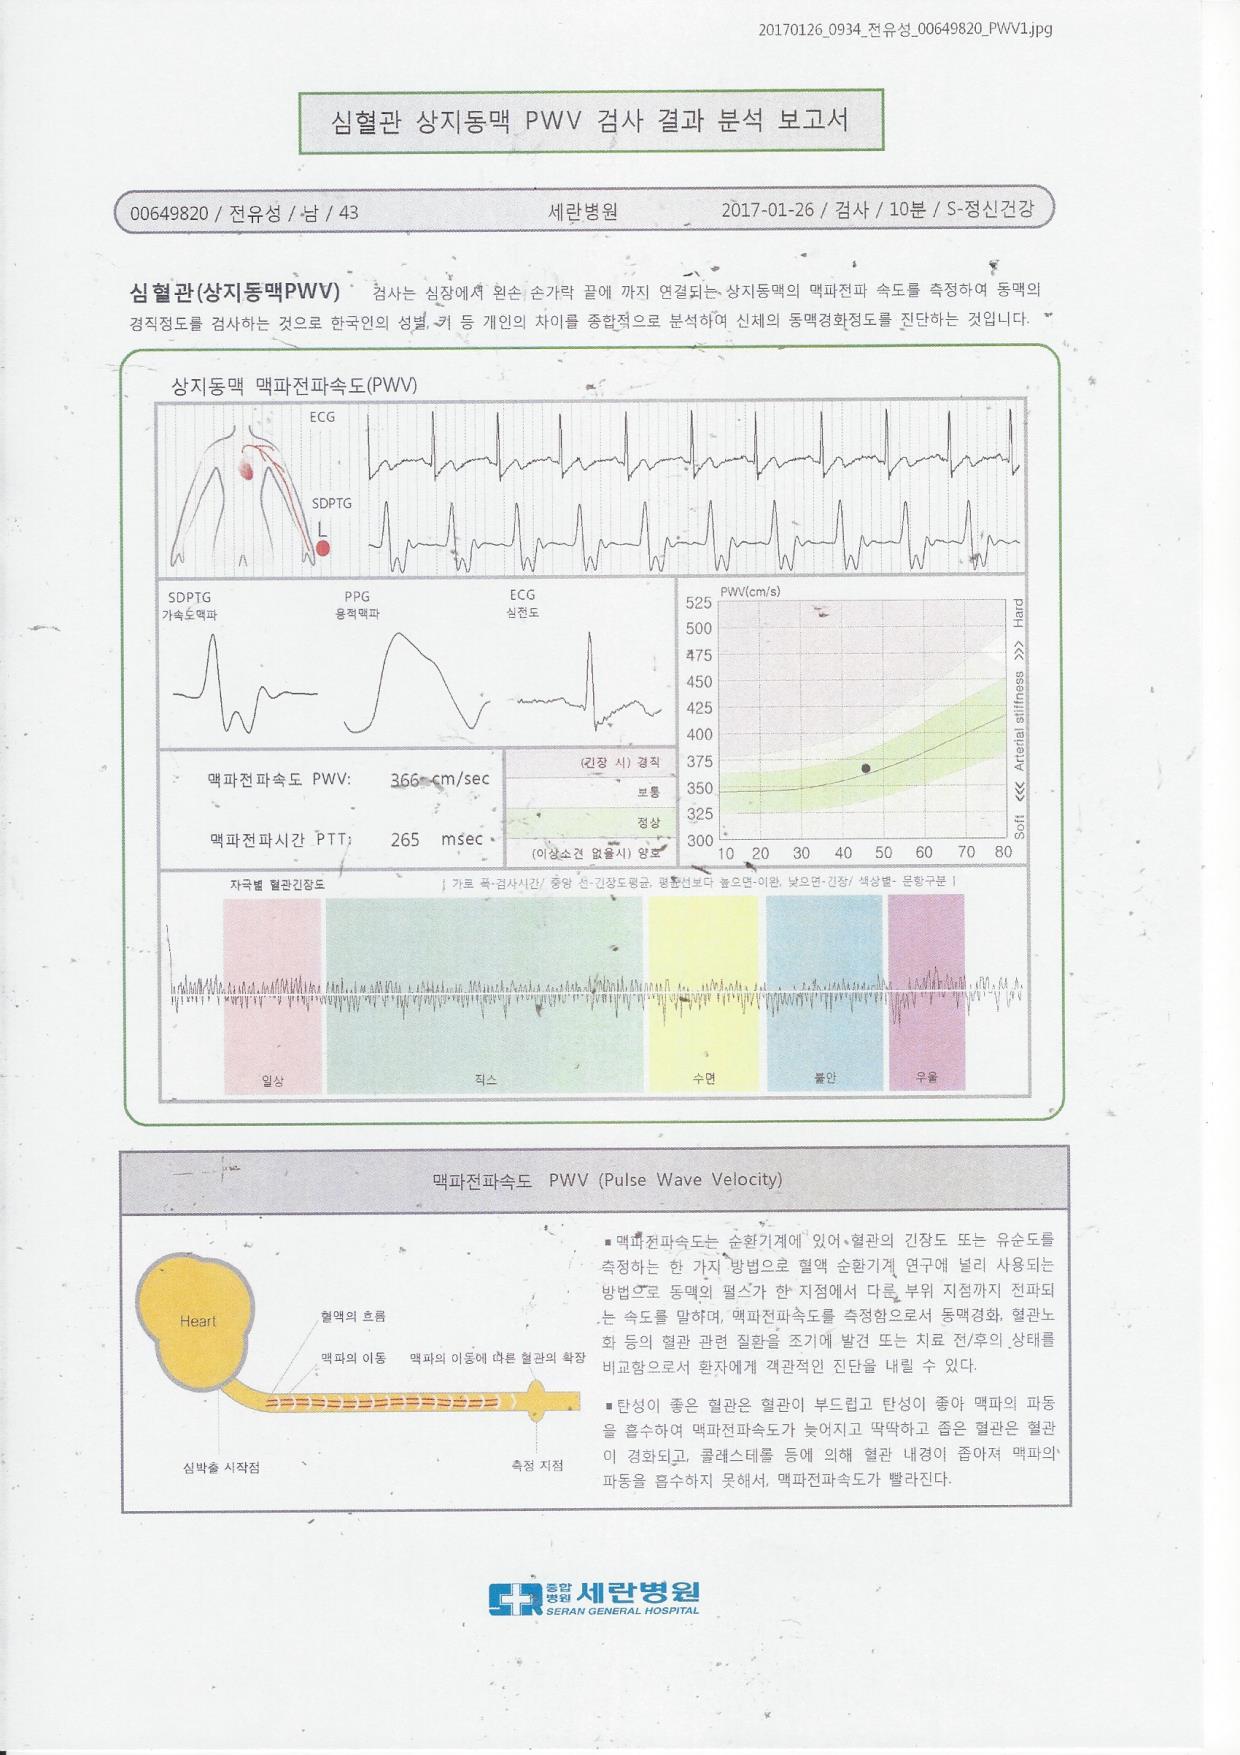 20170126_0934_전유성_00649820_PWV1.jpg
심혈관 상지동맥 PWV 검사 결과 분석 보고서
00649820 / 전유성 / 남 / 43 세란병원 2017-01-26 / 검사 / 10분 / S-정신건강
심혈관(상지동맥PWV) 검사는 심장에서 왼손 손가락 끝에 까지 연결되는 상지동맥의 맥파전파 속도를 측정하여 동맥의
경직정도를 검사하는 것으로 한국인의 성별, 키 등 개인의 차이를 종합적으로 분석하여 신체의 동맥경화정도를 진단하는 것입니다.
상지동맥 맥파전파속도(PWV)
ECG
SDPTG
L
SDPTG
가속도맥파
PPG
용적맥파
ECG
심전도
PWV(cm/s)
525
500
475
450
425
400
375
350
325
300
10 20 30 40 50 60 70 80
Soft <<< Arterial stiffness >>> Hard
맥파전파속도 PWV: 366 cm/sec
맥파전파시간 PTT: 265 msec
(긴장 시) 경직
보통
정상
(이상소견 없을시) 양호
자극별 혈관긴장도
| 가로 폭-검사시간/ 중앙 선-긴장도평균, 평균선보다 높으면-이완, 낮으면-긴장/ 색상별- 문항구분 |
일상 직스 수면 불안 우울
맥파전파속도 PWV (Pulse Wave Velocity)
Heart
혈액의 흐름
맥파의 이동
맥파의 이동에 따른 혈관의 확장
심박출 시작점
측정 지점
▪맥파전파속도는 순환기계에 있어 혈관의 긴장도 또는 유순도를
측정하는 한 가지 방법으로 혈액 순환기계 연구에 널리 사용되는
방법으로 동맥의 펄스가 한 지점에서 다른 부위 지점까지 전파되
는 속도를 말하며, 맥파전파속도를 측정함으로서 동맥경화, 혈관노
화 등의 혈관 관련 질환을 조기에 발견 또는 치료 전/후의 상태를
비교함으로서 환자에게 객관적인 진단을 내릴 수 있다.
▪탄성이 좋은 혈관은 혈관이 부드럽고 탄성이 좋아 맥파의 파동
을 흡수하여 맥파전파속도가 늦어지고 딱딱하고 좁은 혈관은 혈관
이 경화되고, 콜레스테롤 등에 의해 혈관 내경이 좁아져 맥파의
파동을 흡수하지 못해서, 맥파전파속도가 빨라진다.
종합병원 세란병원
SERAN GENERAL HOSPITAL